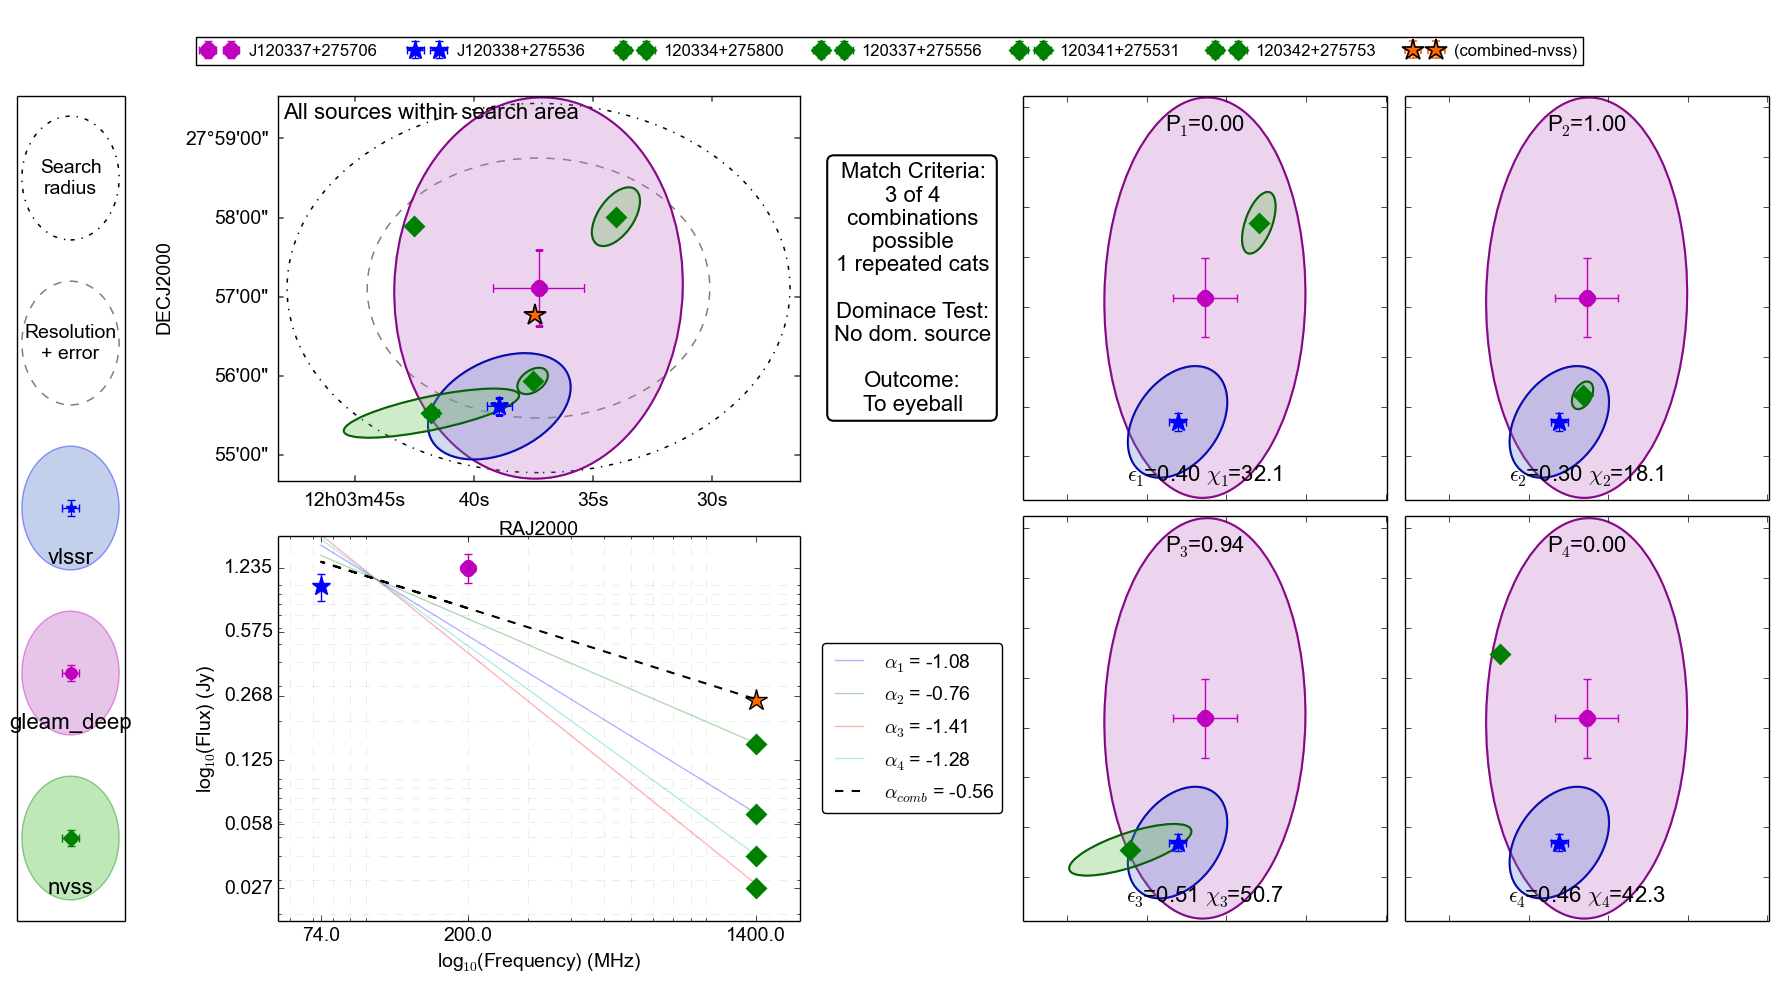 J120337+275706 J120338+275536 120334+275800 120337+275556 120341+275531 120342+275753 (combined-nvss)
Search
radius
Resolution
+ error
vlssr
gleam_deep
nvss
All sources within search area
DECJ2000
27°59'00"
58'00"
57'00"
56'00"
55'00"
12h03m45s 40s 35s 30s
RAJ2000
Match Criteria:
3 of 4
combinations
possible
1 repeated cats
Dominace Test:
No dom. source
Outcome:
To eyeball
log10(Flux) (Jy)
1.235
0.575
0.268
0.125
0.058
0.027
74.0 200.0 1400.0
log10(Frequency) (MHz)
α1 = -1.08
α2 = -0.76
α3 = -1.41
α4 = -1.28
αcomb = -0.56
P1=0.00
ϵ1=0.40 χ1=32.1
P2=1.00
ϵ2=0.30 χ2=18.1
P3=0.94
ϵ3=0.51 χ3=50.7
P4=0.00
ϵ4=0.46 χ4=42.3